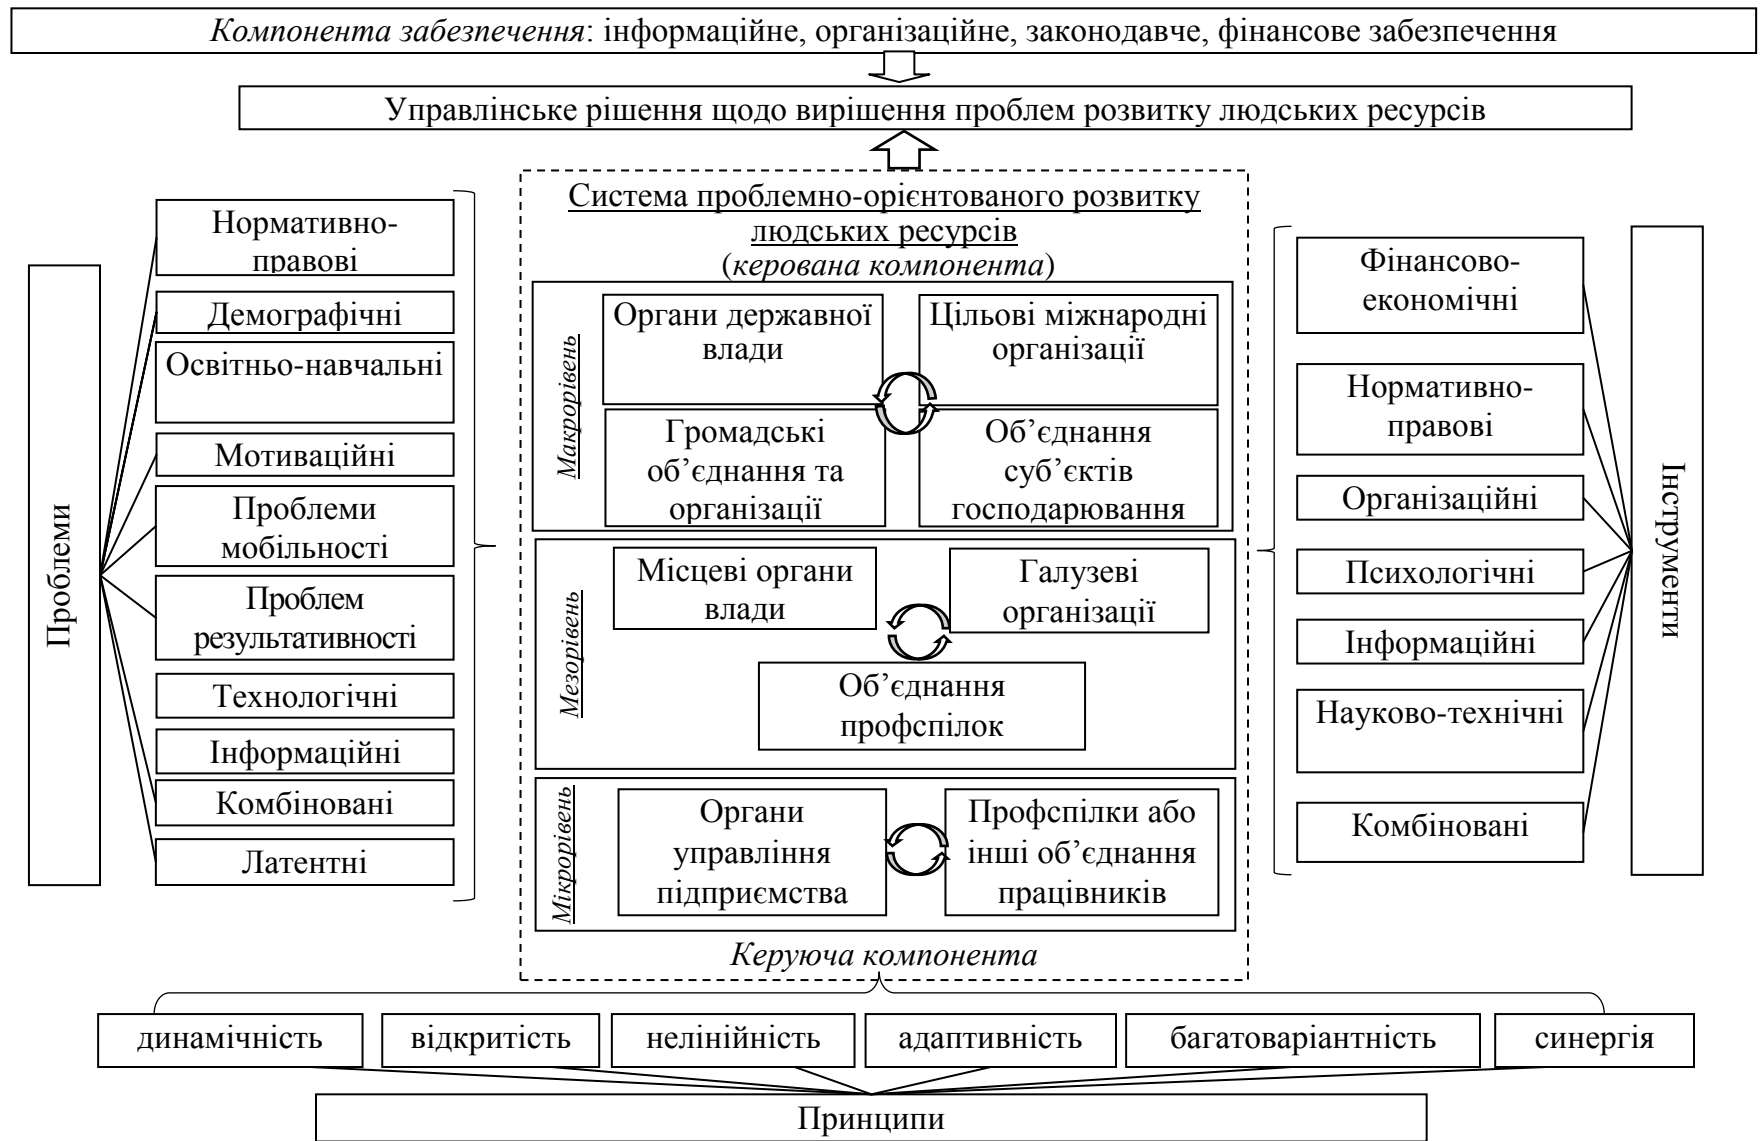 Компонента забезпечення: інформаційне, організаційне, законодавче, фінансове забезпечення
Управлінське рішення щодо вирішення проблем розвитку людських ресурсів
Проблеми
Нормативно-
правові
Демографічні
Освітньо-навчальні
Мотиваційні
Проблеми
мобільності
Проблем
результативності
Технологічні
Інформаційні
Комбіновані
Латентні
Система проблемно-орієнтованого розвитку
людських ресурсів
(керована компонента)
Макрорівень
Органи державної
влади
Цільові міжнародні
організації
Громадські
об’єднання та
організації
Об’єднання
суб’єктів
господарювання
Мезорівень
Місцеві органи
влади
Галузеві
організації
Об’єднання
профспілок
Мікрорівень
Органи
управління
підприємства
Профспілки або
інші об’єднання
працівників
Керуюча компонента
Фінансово-
економічні
Нормативно-
правові
Організаційні
Психологічні
Інформаційні
Науково-технічні
Комбіновані
Інструменти
динамічність
відкритість
нелінійність
адаптивність
багатоваріантність
синергія
Принципи